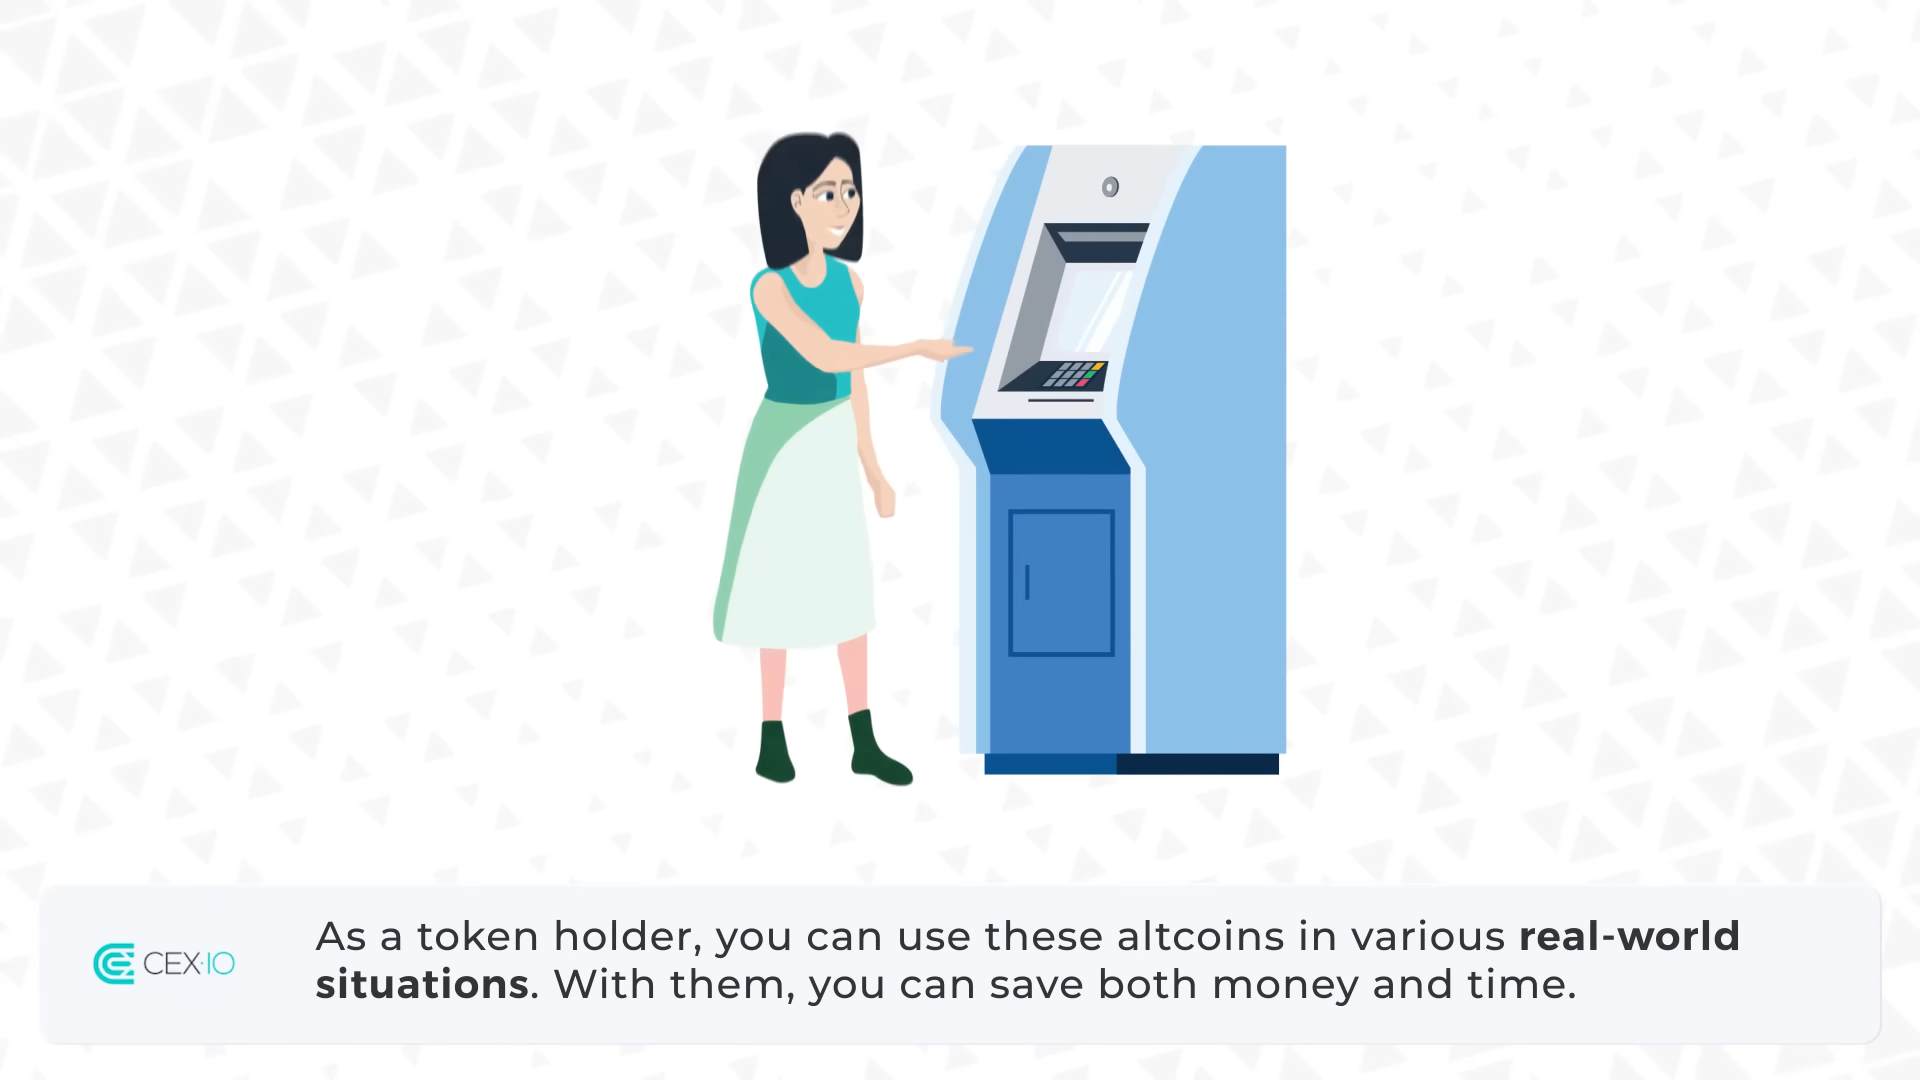 CEX·IO
As a token holder, you can use these altcoins in various real-world
situations. With them, you can save both money and time.